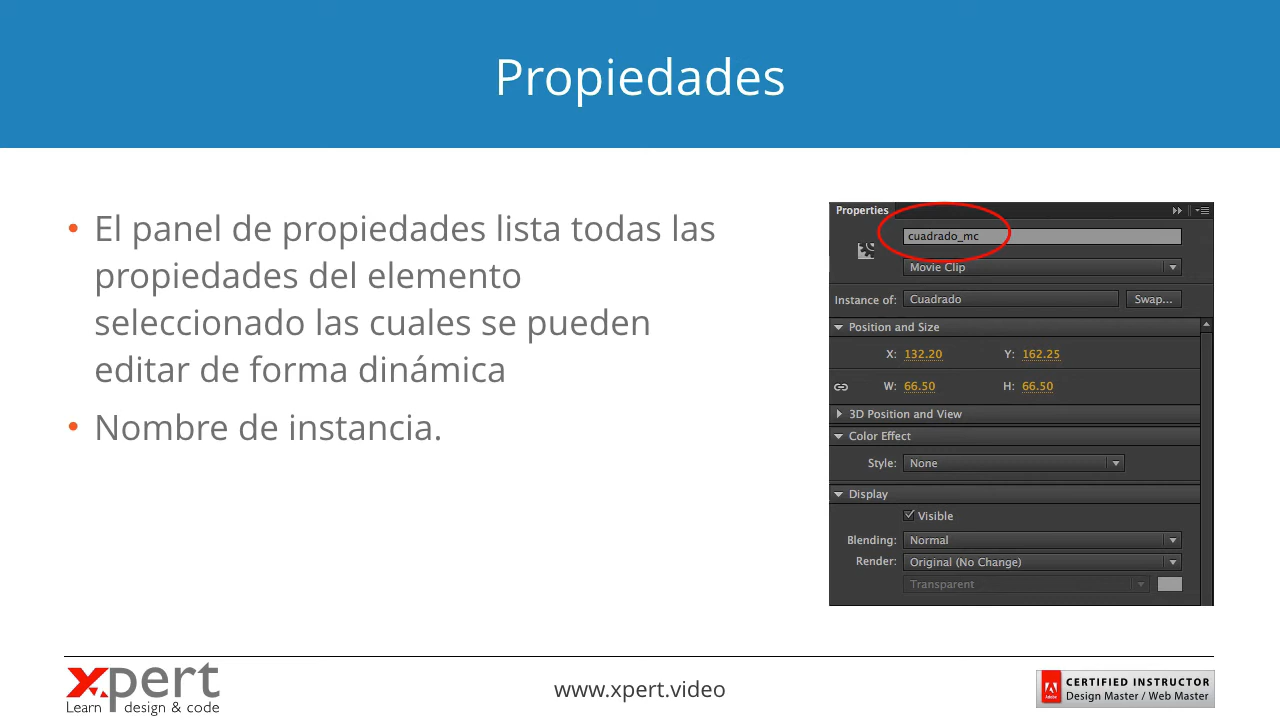 Propiedades
• El panel de propiedades lista todas las
propiedades del elemento
seleccionado las cuales se pueden
editar de forma dinámica
• Nombre de instancia.
Properties
cuadrado_mc
Movie Clip
Instance of: Cuadrado Swap...
Position and Size
X: 132.20 Y: 162.25
W: 66.50 H: 66.50
3D Position and View
Color Effect
Style: None
Display
Visible
Blending: Normal
Render: Original (No Change)
Transparent
xpert
Learn design & code
www.xpert.video
Adobe
CERTIFIED INSTRUCTOR
Design Master / Web Master